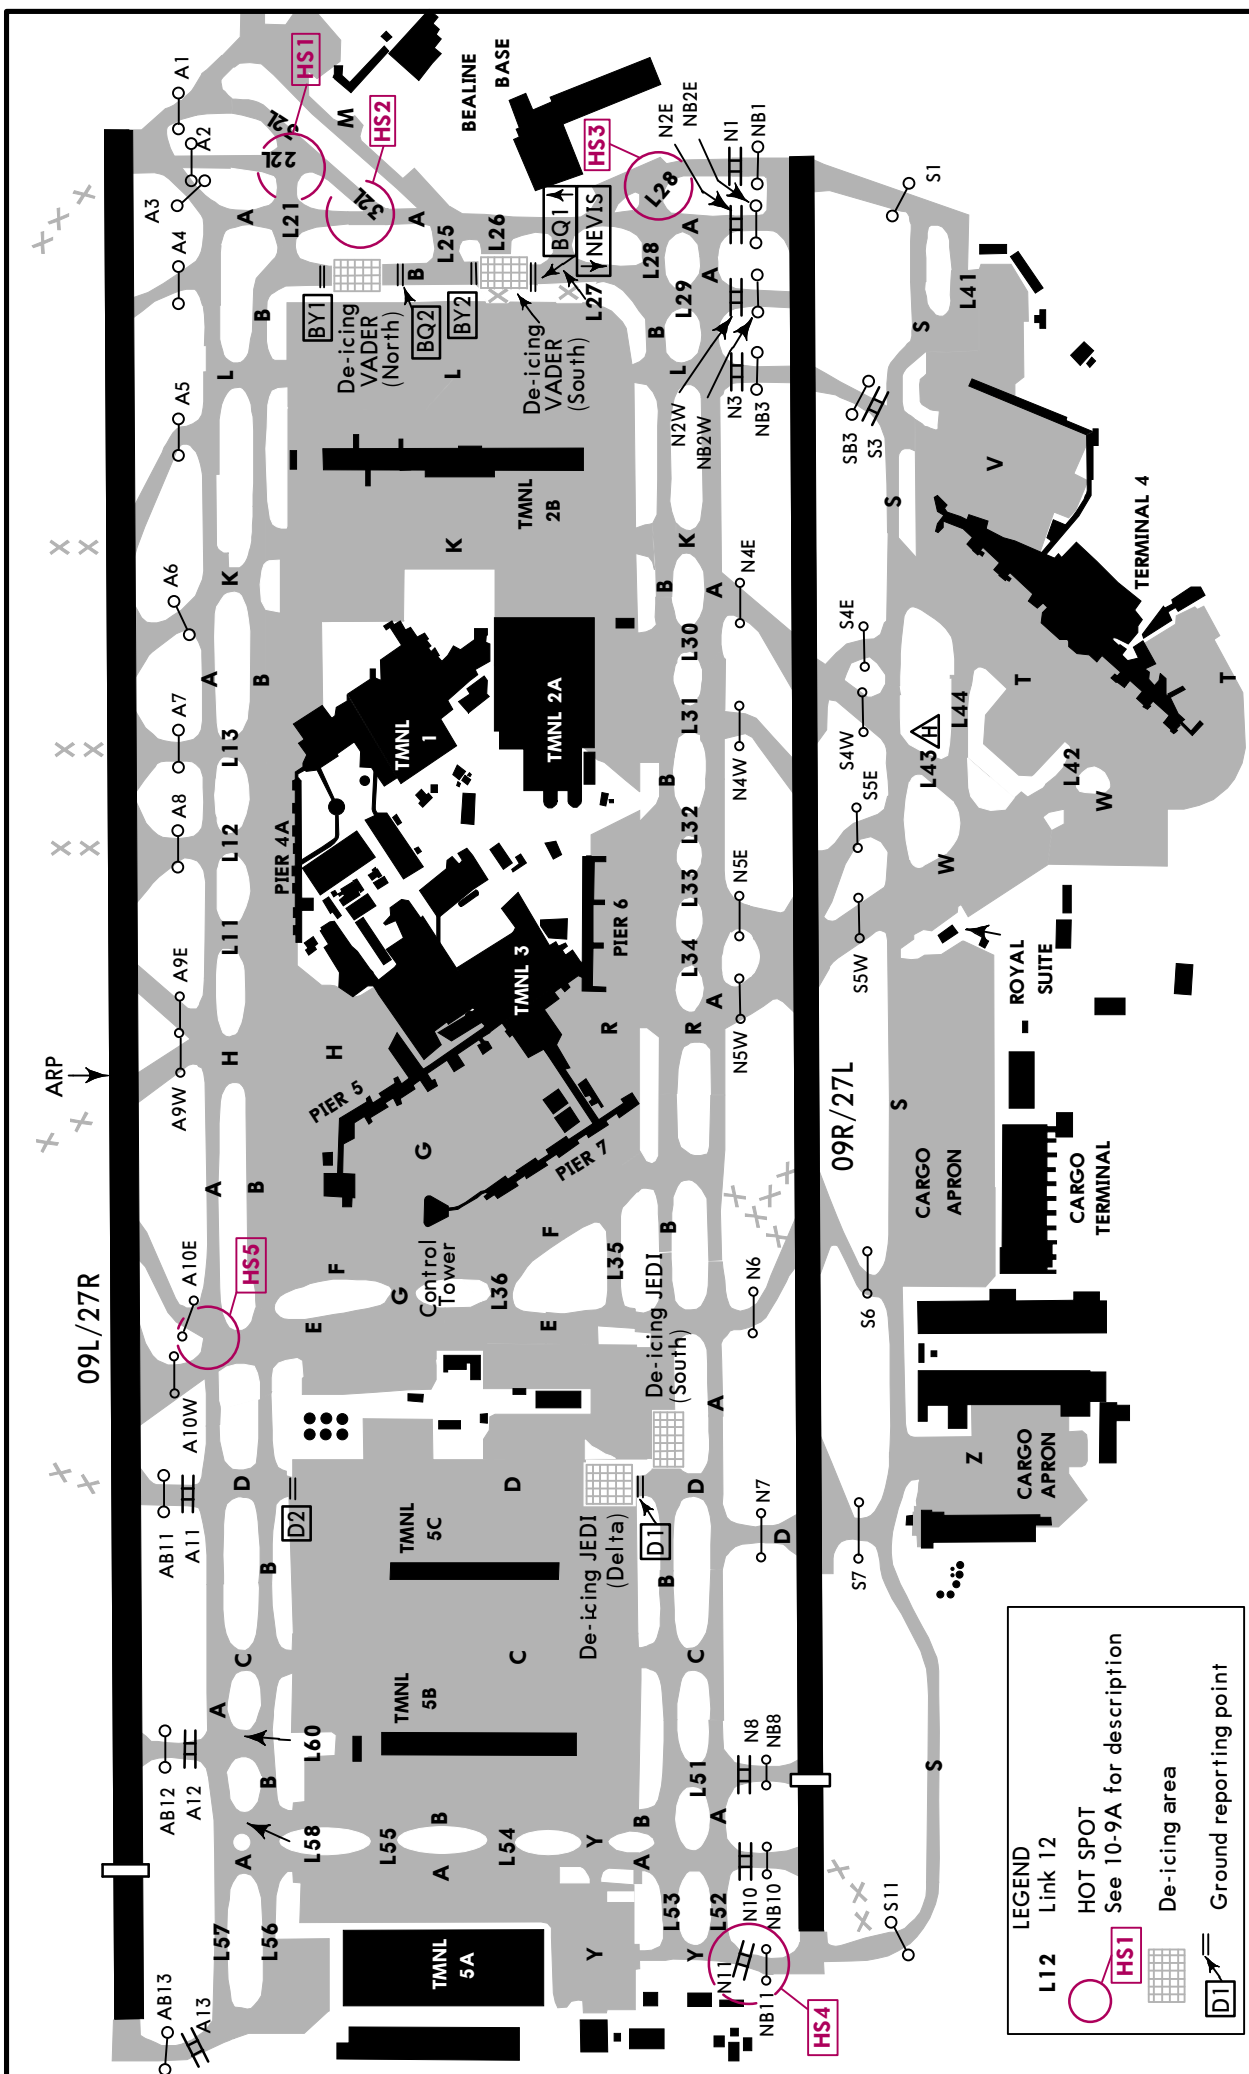 09L/27R
ARP
AB13
A13
AB12
A12
AB11
A11
A10W
A10E
HS5
A9W
A9E
A8
A7
A6
A5
A4
A3
A2
A1
HS1
22L
32L
HS2
32L
W
BEALINE
BASE
L57
L56
A
L58
B
L60
A
C
B
D
D2
E
F
A
B
H
H
L11
L12
L13
A
B
K
L
B
A
L21
BY1
De-icing
VADER
(North)
BQ2
B
A
L25
BY2
L
L26
De-icing
VADER
(South)
BQ1
NEVIS
L27
HS3
L28
L28
L29
A
A
B
L
TMNL
5A
L55
A
B
L54
Y
Y
TMNL
5B
C
TMNL
5C
D
De-icing JEDI
(Delta)
D1
De-icing JEDI
(South)
G
Control
Tower
L36
E
F
L35
PIER 5
G
PIER 7
R
TMNL 3
PIER 6
PIER 4A
TMNL
1
TMNL 2A
K
TMNL
2B
A
B
L53
L52
Y
L51
A
B
C
D
A
B
R
A
L34
L33
L32
B
L31
L30
B
K
A
HS4
N11
NB11
N10
NB10
N8
NB8
N7
D
N6
N5W
N5E
N4W
N4E
N3
NB3
N2W
NB2W
N2E
NB2E
N1
NB1
09R/27L
S11
S
S7
S6
S
S5W
S5E
S4W
S4E
SB3
S3
S
S
S1
L41
V
TERMINAL 4
T
T
L44
L43
H
L42
W
W
ROYAL
SUITE
CARGO
APRON
CARGO
TERMINAL
Z
CARGO
APRON
LEGEND
L12
Link 12
HS1
HOT SPOT
See 10-9A for description
De-icing area
D1
Ground reporting point